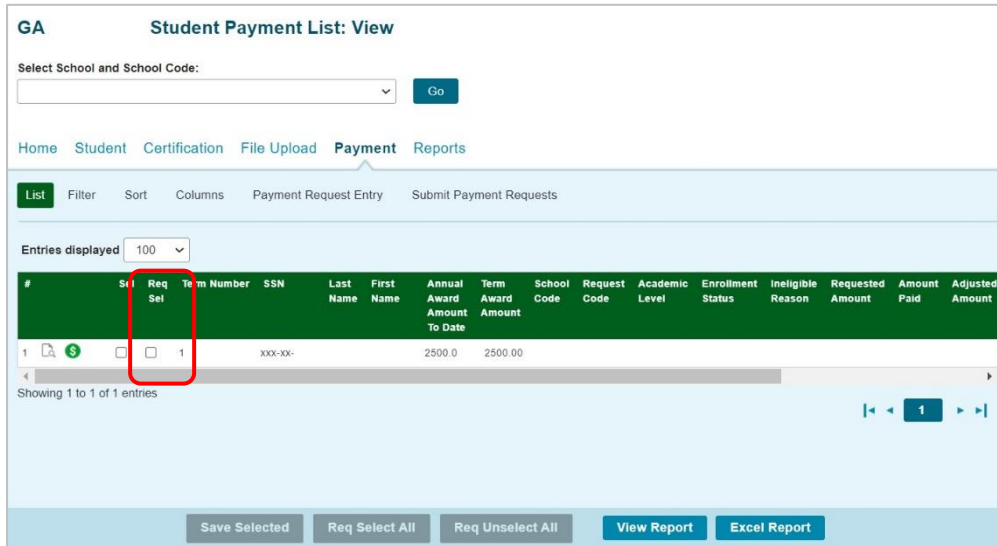 GA Student Payment List: View
Select School and School Code:
Go
Home Student Certification File Upload Payment Reports
List Filter Sort Columns Payment Request Entry Submit Payment Requests
Entries displayed 100
# Sel Req Sel Term Number SSN Last Name First Name Annual Award Amount To Date Term Award Amount School Code Request Code Academic Level Enrollment Status Ineligible Reason Requested Amount Amount Paid Adjusted Amount
1 $ 1 xxx-xx- 2500.0 2500.00
Showing 1 to 1 of 1 entries
1
Save Selected Req Select All Req Unselect All View Report Excel Report